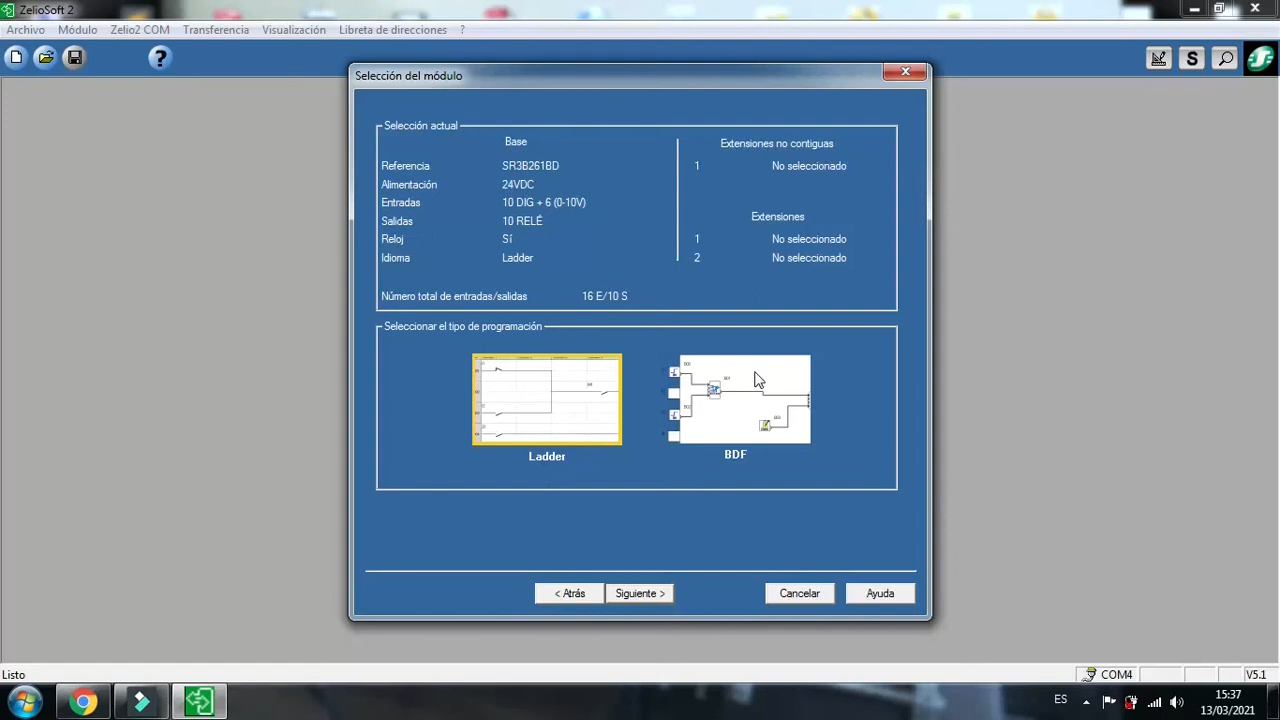 ZelioSoft 2
Archivo Módulo Zelio2 COM Transferencia Visualización Libreta de direcciones ?
?
S
Selección del módulo
Selección actual
Base
Extensiones no contiguas
Referencia SR3B261BD 1 No seleccionado
Alimentación 24VDC
Entradas 10 DIG + 6 (0-10V)
Salidas 10 RELÉ Extensiones
Reloj Sí 1 No seleccionado
Idioma Ladder 2 No seleccionado
Número total de entradas/salidas 16 E/10 S
Seleccionar el tipo de programación
Ladder BDF
< Atrás Siguiente > Cancelar Ayuda
Listo COM4 V5.1
ES 15:37
13/03/2021